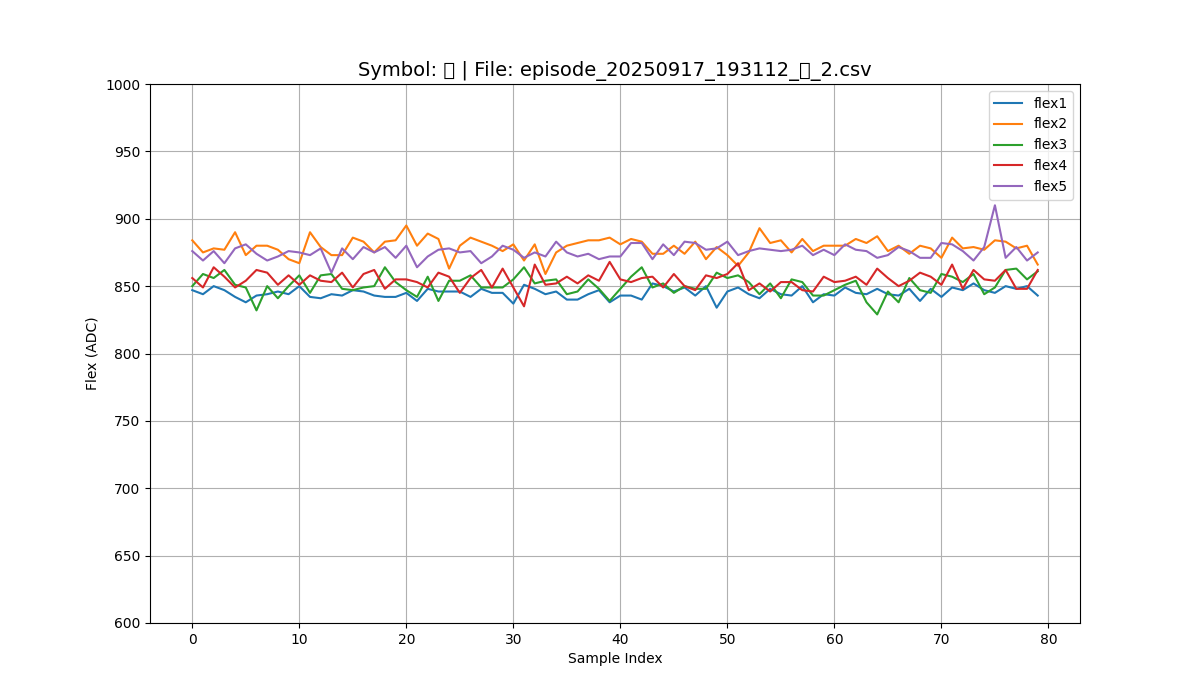 Symbol: ▯ | File: episode_20250917_193112_▯_2.csv
flex1
flex2
flex3
flex4
flex5
Flex (ADC)
1000
950
900
850
800
750
700
650
600
0 10 20 30 40 50 60 70 80
Sample Index